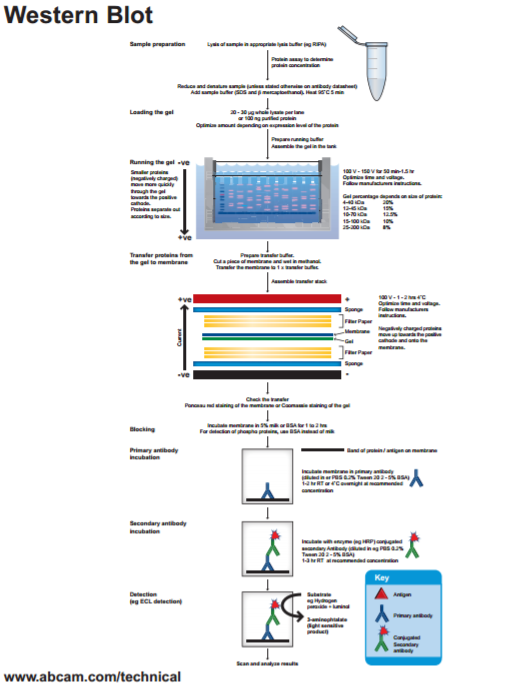 Western Blot
Sample preparation
Lysis of sample in appropriate lysis buffer (eg RIPA)
Protein assay to determine
protein concentration
Reduce and denature sample (unless stated otherwise on antibody datasheet)
Add sample buffer (SDS and β mercaptoethanol). Heat 95°C 5 min
Loading the gel
20 - 30 µg whole lysate per lane
or 100 ng purified protein
Optimize amount depending on expression level of the protein
Prepare running buffer
Assemble the gel in the tank
Running the gel
-ve
Smaller proteins
(negatively charged)
move more quickly
through the gel
towards the positive
cathode.
Proteins separate out
according to size.
+ve
100 V - 150 V for 50 min-1.5 hr
Optimize time and voltage.
Follow manufacturers instructions.
Gel percentage depends on size of protein:
4-40 kDa 20%
12-45 kDa 15%
10-70 kDa 12.5%
15-100 kDa 10%
25-200 kDa 8%
Transfer proteins from
the gel to membrane
Prepare transfer buffer.
Cut a piece of membrane and wet in methanol.
Transfer the membrane to 1 x transfer buffer.
Assemble transfer stack
+ve
+
Sponge
Filter Paper
Membrane
Gel
Filter Paper
Sponge
-ve
-
Current
100 V - 1 - 2 hrs 4°C
Optimize time and voltage.
Follow manufacturers
instructions.
Negatively charged proteins
move up towards the positive
cathode and onto the
membrane.
Check the transfer
Ponceau red staining of the membrane or Coomassie staining of the gel
Blocking
Incubate membrane in 5% milk or BSA for 1 to 2 hrs
For detection of phospho proteins, use BSA instead of milk
Primary antibody
incubation
Band of protein / antigen on membrane
Incubate membrane in primary antibody
(diluted in er PBS 0.2% Tween 20 2 - 5% BSA)
1-2 hr RT or 4°C overnight at recommended
concentration
Secondary antibody
incubation
Incubate with enzyme (eg HRP) conjugated
secondary Antibody (diluted in eg PBS 0.2%
Tween 20 2 - 5% BSA)
1-3 hr RT at recommended concentration
Detection
(eg ECL detection)
Substrate
eg Hydrogen
peroxide + luminal
3-aminophtalate
(light sensitive
product)
Scan and analyze results
Key
Antigen
Primary antibody
Conjugated
Secondary
antibody
www.abcam.com/technical